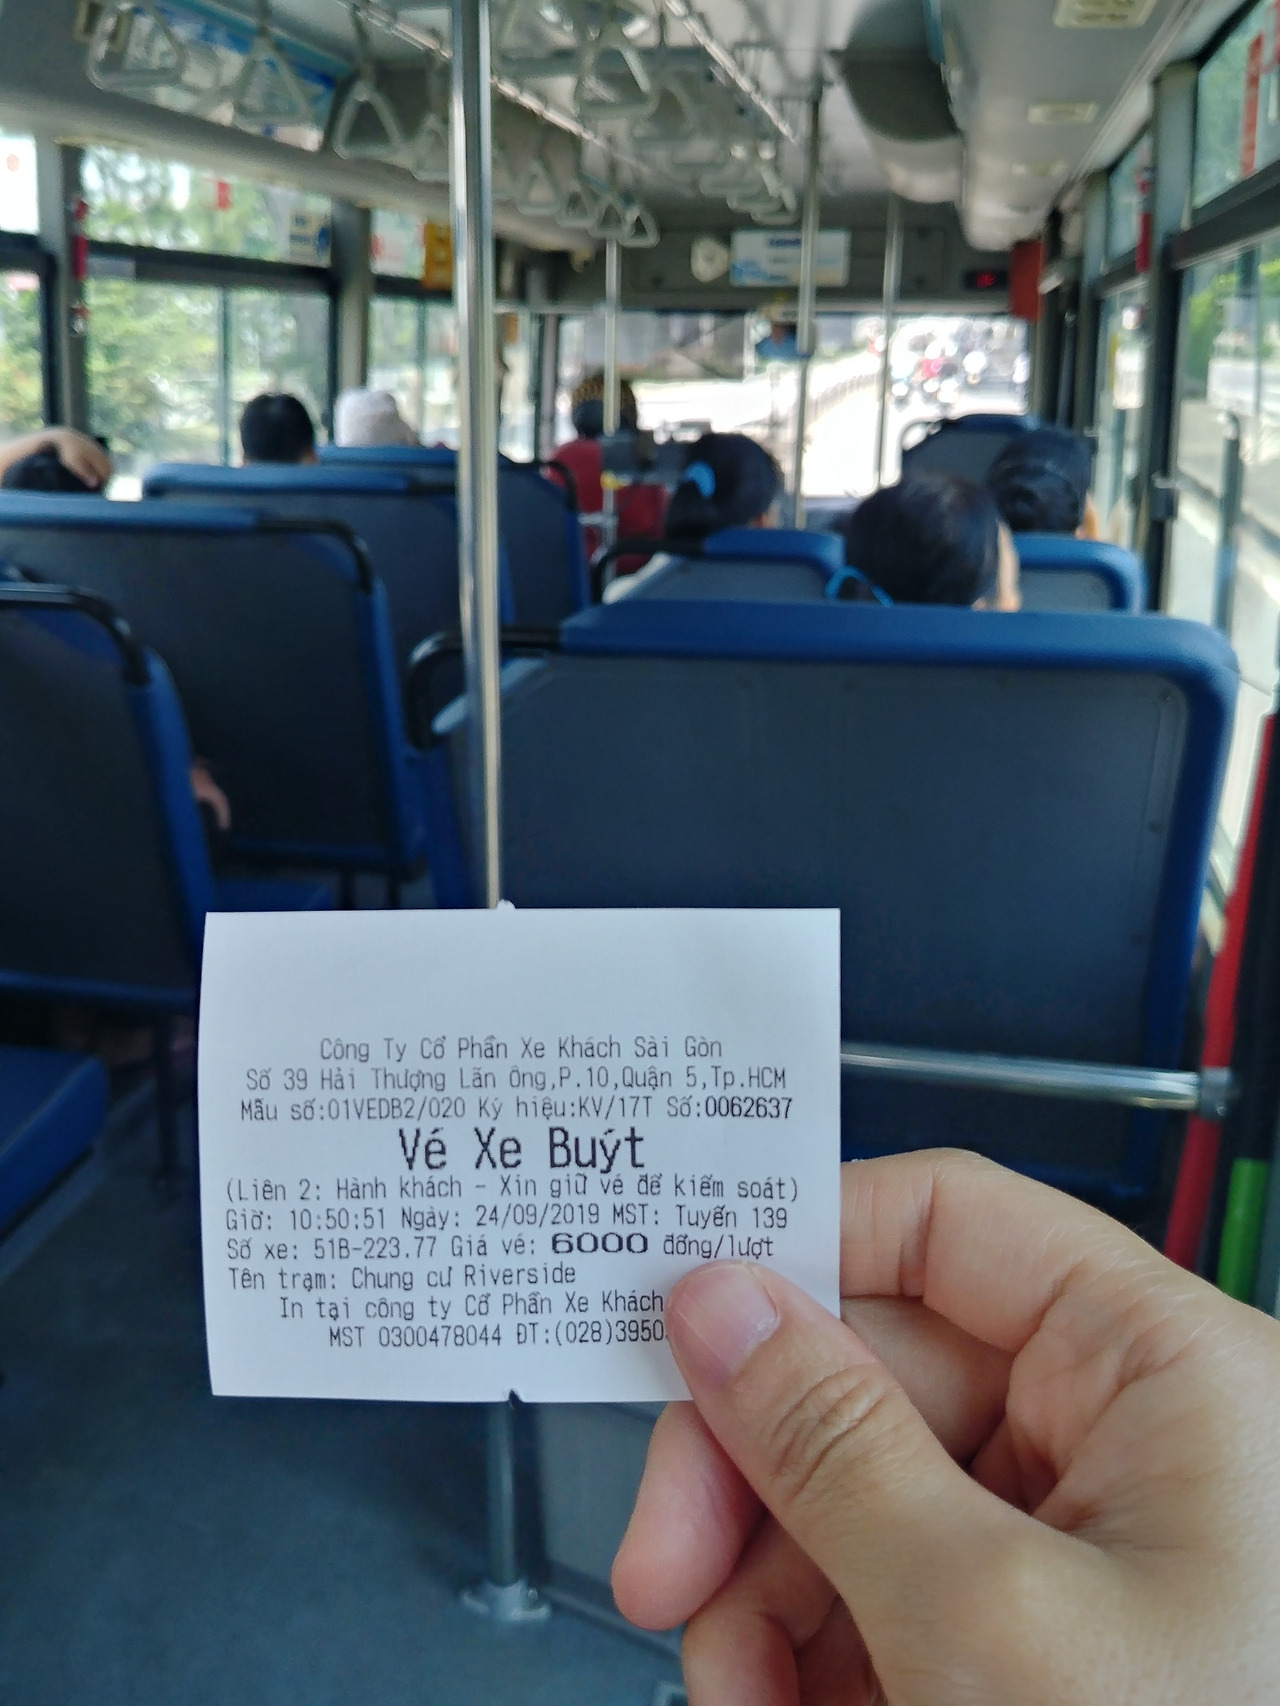 Công Ty Cổ Phần Xe Khách Sài Gòn
Số 39 Hải Thượng Lãn ông,P.10,Quận 5,Tp.HCM
Mẫu số:01VEDB2/020 Ký hiệu:KV/17T Số:0062637
Vé Xe Buýt
(Liên 2: Hành khách - Xin giữ vé để kiểm soát)
Giờ: 10:50:51 Ngày: 24/09/2019 MST: Tuyến 139
Số xe: 51B-223.77 Giá vé: 6000 đồng/lượt
Tên trạm: Chung cư Riverside
In tại công ty Cổ Phần Xe Khách
MST 0300478044 ĐT:(028)3950